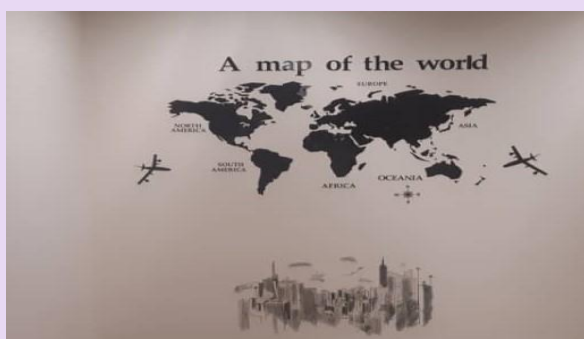 A map of the world
EUROPE
NORTH
AMERICA
ASIA
SOUTH
AMERICA
AFRICA
OCEANIA